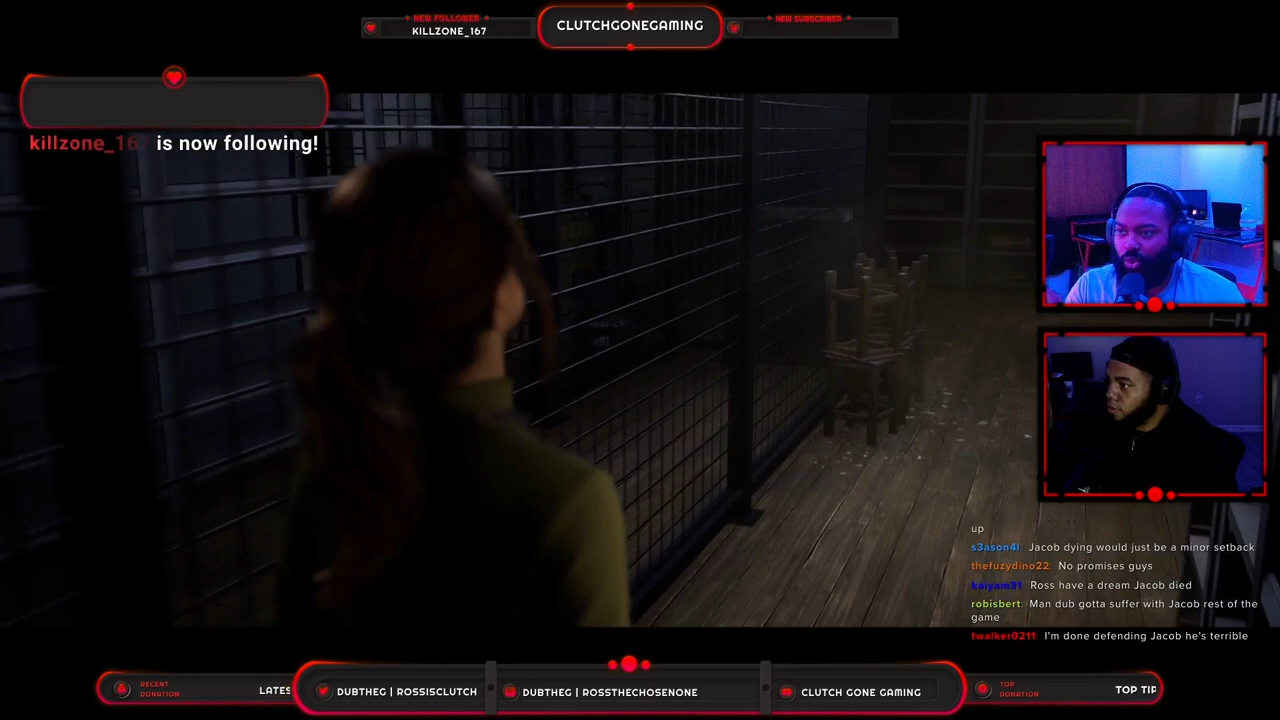 NEW FOLLOWER
KILLZONE_167
CLUTCHGONEGAMING
NEW SUBSCRIBER
killzone_167 is now following!
up
s3ason4l: Jacob dying would just be a minor setback
thefuzydino22: No promises guys
kaiyam31: Ross have a dream Jacob died
robisbert: Man dub gotta suffer with Jacob rest of the
game
twalker0211: I'm done defending Jacob he's terrible
RECENT
DONATION:
LATES
DUBTHEG | ROSSISCLUTCH
DUBTHEG | ROSSTHECHOSENONE
CLUTCH GONE GAMING
TOP
DONATION:
TOP TIP